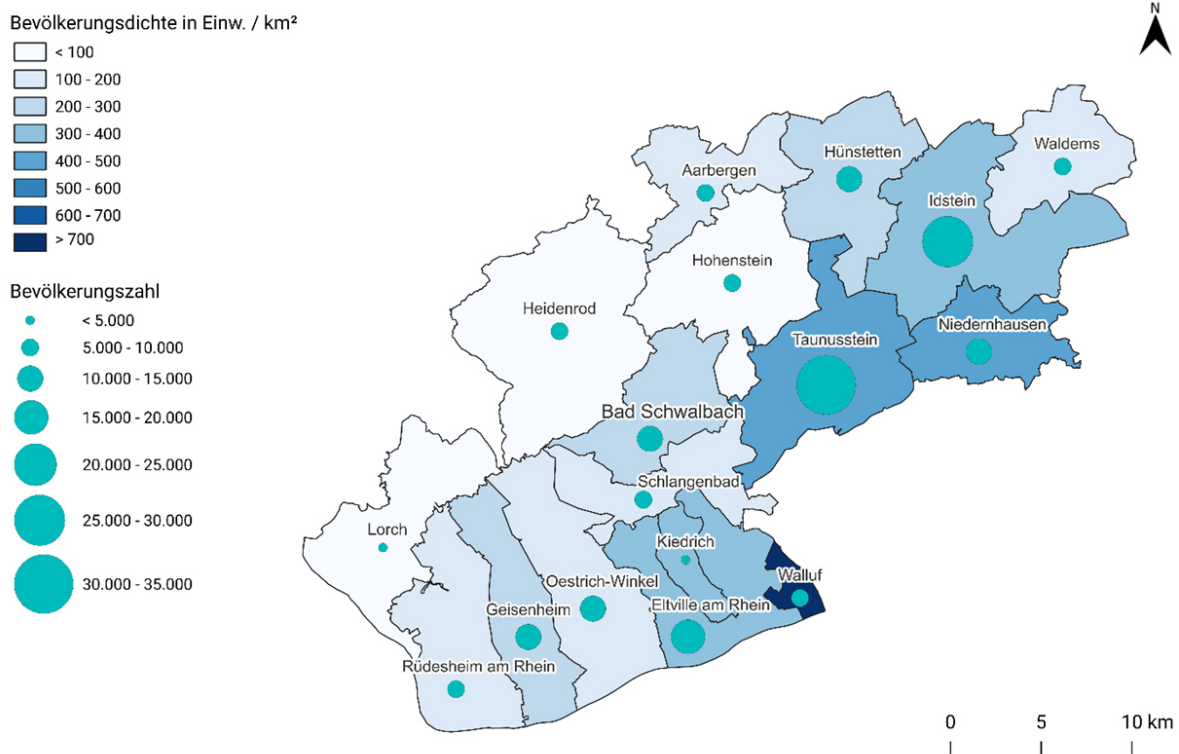 Bevölkerungsdichte in Einw. / km²
< 100
100 - 200
200 - 300
300 - 400
400 - 500
500 - 600
600 - 700
> 700
Bevölkerungszahl
< 5.000
5.000 - 10.000
10.000 - 15.000
15.000 - 20.000
20.000 - 25.000
25.000 - 30.000
30.000 - 35.000
N
Waldems
Hünstetten
Aarbergen
Idstein
Hohenstein
Heidenrod
Niedernhausen
Taunusstein
Bad Schwalbach
Schlangenbad
Lorch
Kiedrich
Walluf
Oestrich-Winkel
Eltville am Rhein
Geisenheim
Rüdesheim am Rhein
0 5 10 km